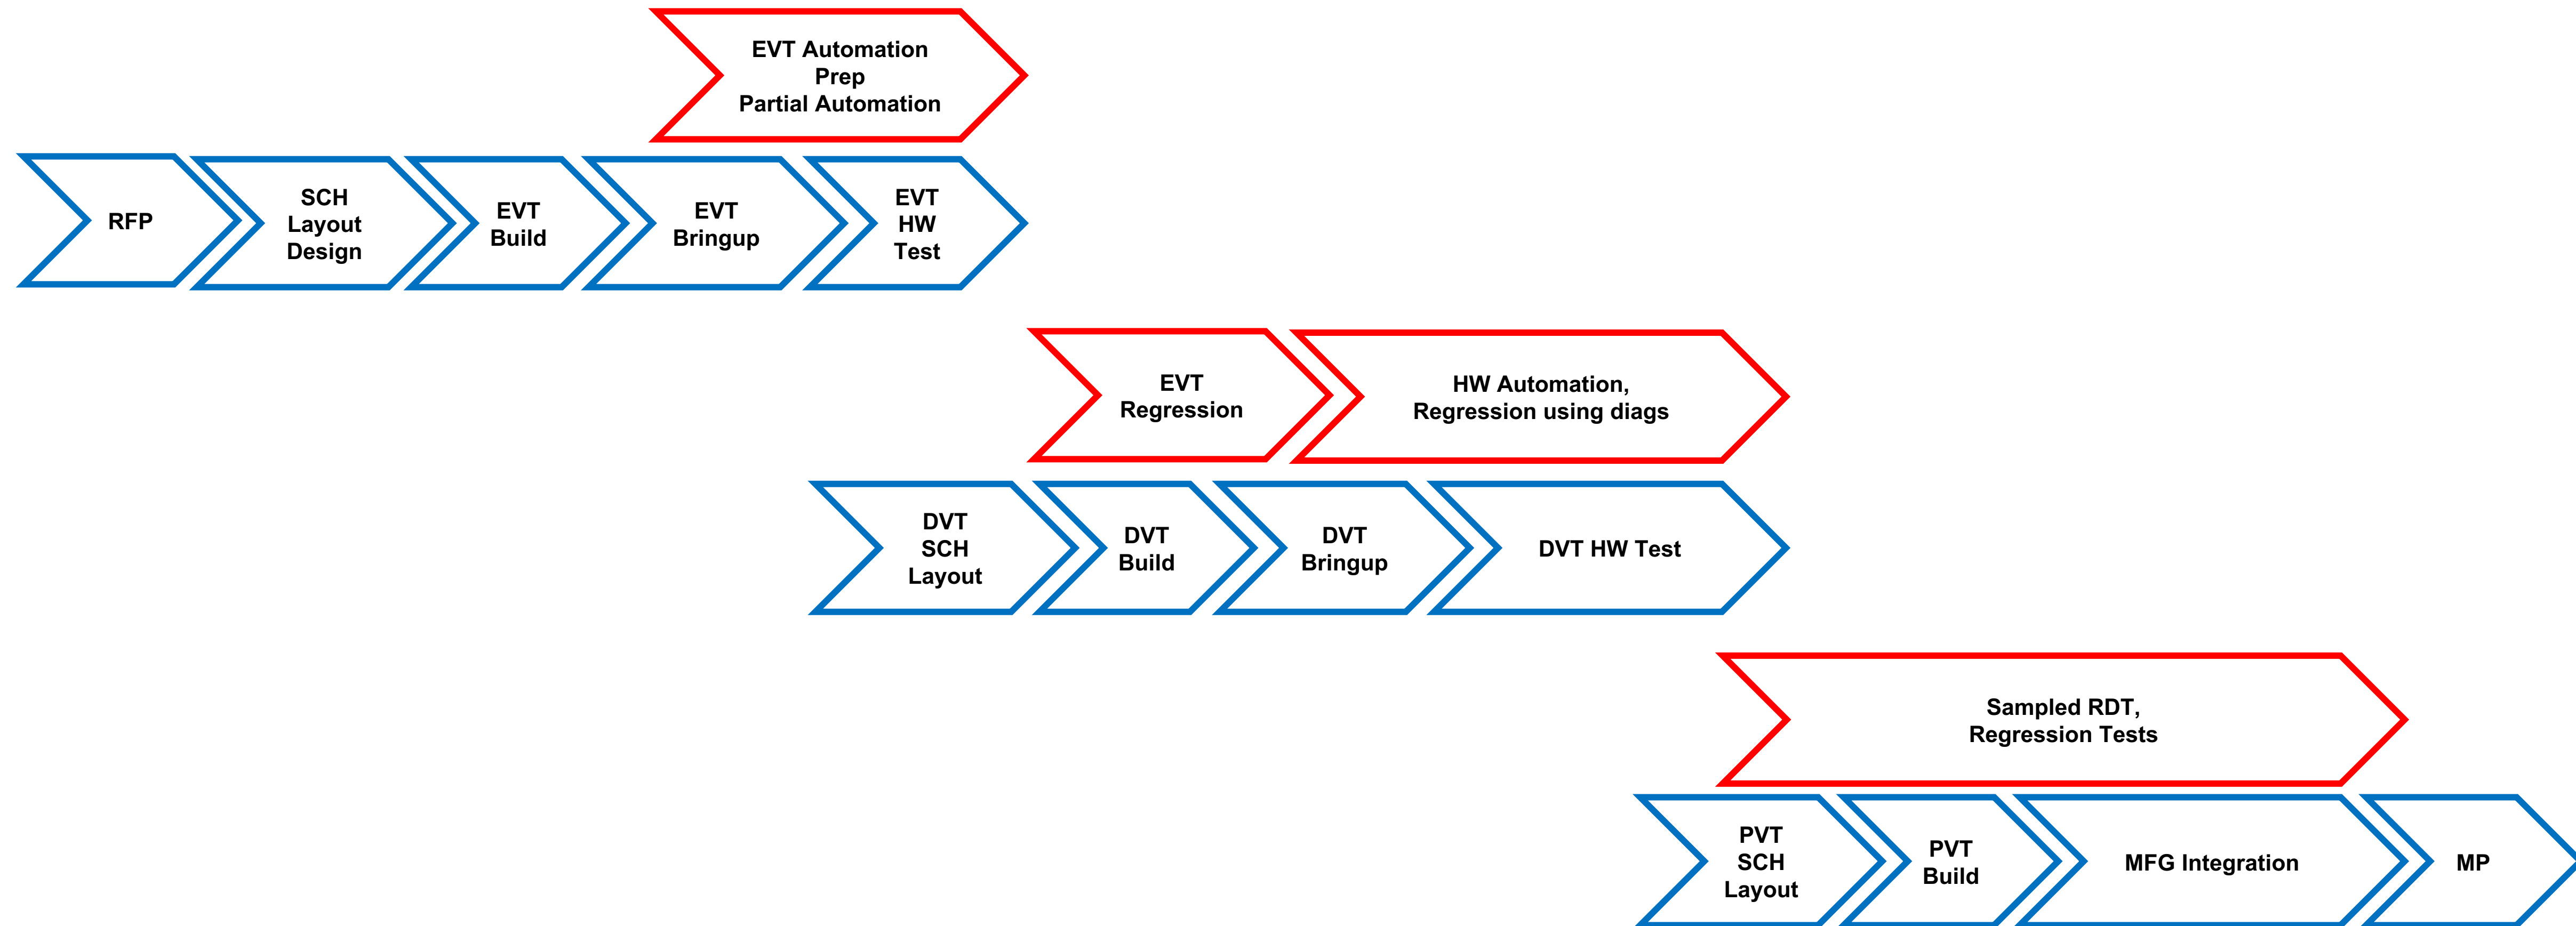 EVT Automation
Prep
Partial Automation
RFP
SCH
Layout
Design
EVT
Build
EVT
Bringup
EVT
HW
Test
EVT
Regression
HW Automation,
Regression using diags
DVT
SCH
Layout
DVT
Build
DVT
Bringup
DVT HW Test
Sampled RDT,
Regression Tests
PVT
SCH
Layout
PVT
Build
MFG Integration
MP